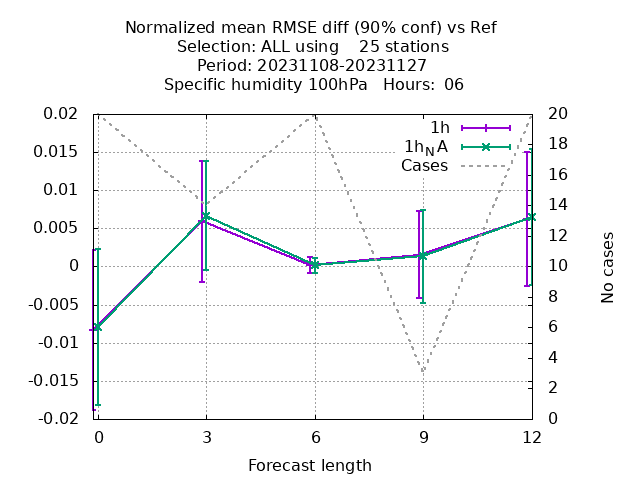 Normalized mean RMSE diff (90% conf) vs Ref
Selection: ALL using    25 stations
Period: 20231108-20231127
Specific humidity 100hPa   Hours:  06
0.02
0.015
0.01
0.005
0
-0.005
-0.01
-0.015
-0.02
20
18
16
14
12
10
8
6
4
2
0
1h
1h_N A
Cases
No cases
0
3
6
9
12
Forecast length